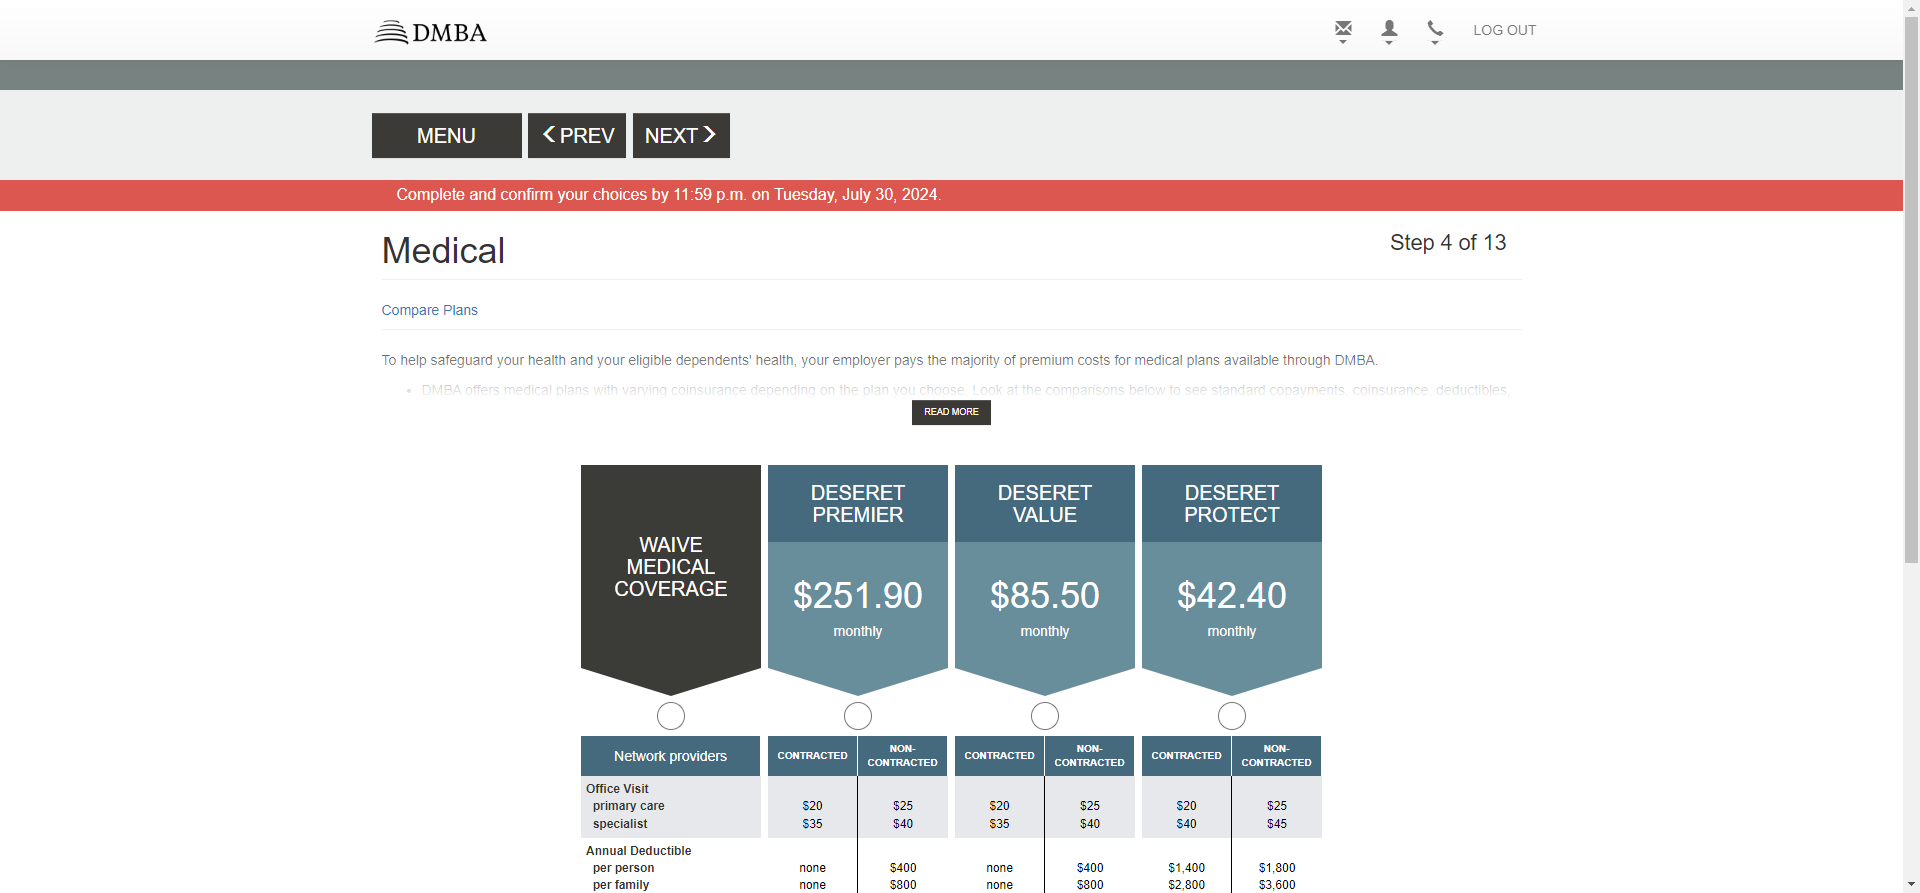 DMBA
LOG OUT
MENU
PREV
NEXT
Complete and confirm your choices by 11:59 p.m. on Tuesday, July 30, 2024.
Medical
Step 4 of 13
Compare Plans
To help safeguard your health and your eligible dependents' health, your employer pays the majority of premium costs for medical plans available through DMBA.
• DMBA offers medical plans with varying coinsurance depending on the plan you choose. Look at the comparisons below to see standard copayments, coinsurance, deductibles,
READ MORE
WAIVE
MEDICAL
COVERAGE
DESERET
PREMIER
$251.90
monthly
DESERET
VALUE
$85.50
monthly
DESERET
PROTECT
$42.40
monthly
Network providers
CONTRACTED
NON-
CONTRACTED
CONTRACTED
NON-
CONTRACTED
CONTRACTED
NON-
CONTRACTED
Office Visit
primary care $20 $25 $20 $25 $20 $25
specialist $35 $40 $35 $40 $40 $45
Annual Deductible
per person none $400 none $400 $1,400 $1,800
per family none $800 none $800 $2,800 $3,600